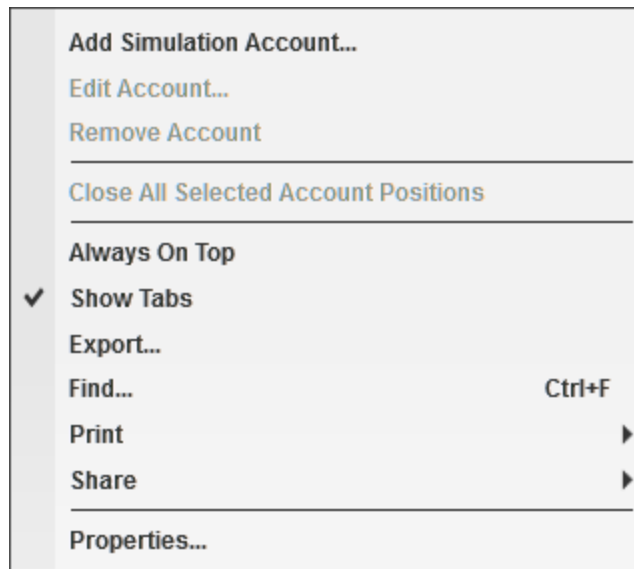 Add Simulation Account...
Edit Account...
Remove Account
Close All Selected Account Positions
Always On Top
Show Tabs
Export...
Find... Ctrl+F
Print
Share
Properties...